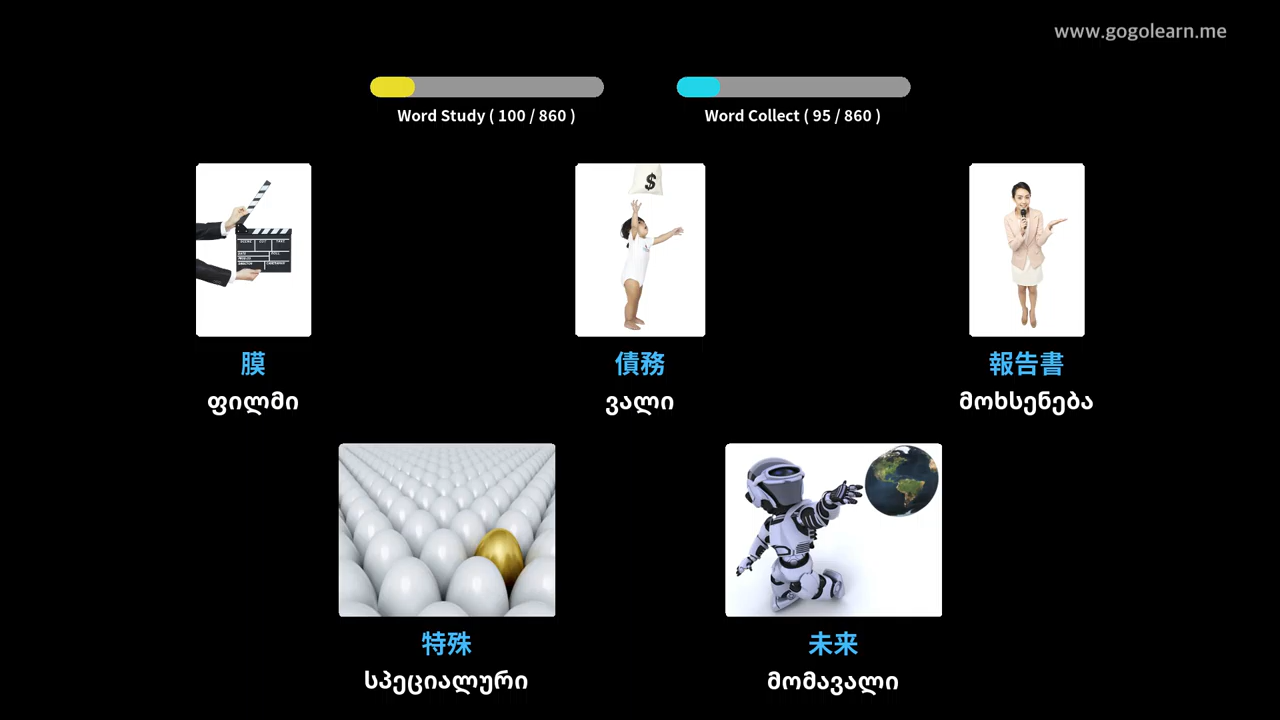 www.gogolearn.me
Word Study ( 100 / 860 )
Word Collect ( 95 / 860 )
$
膜
ფილმი
債務
ვალი
報告書
მოხსენება
特殊
სპეციალური
未来
მომავალი